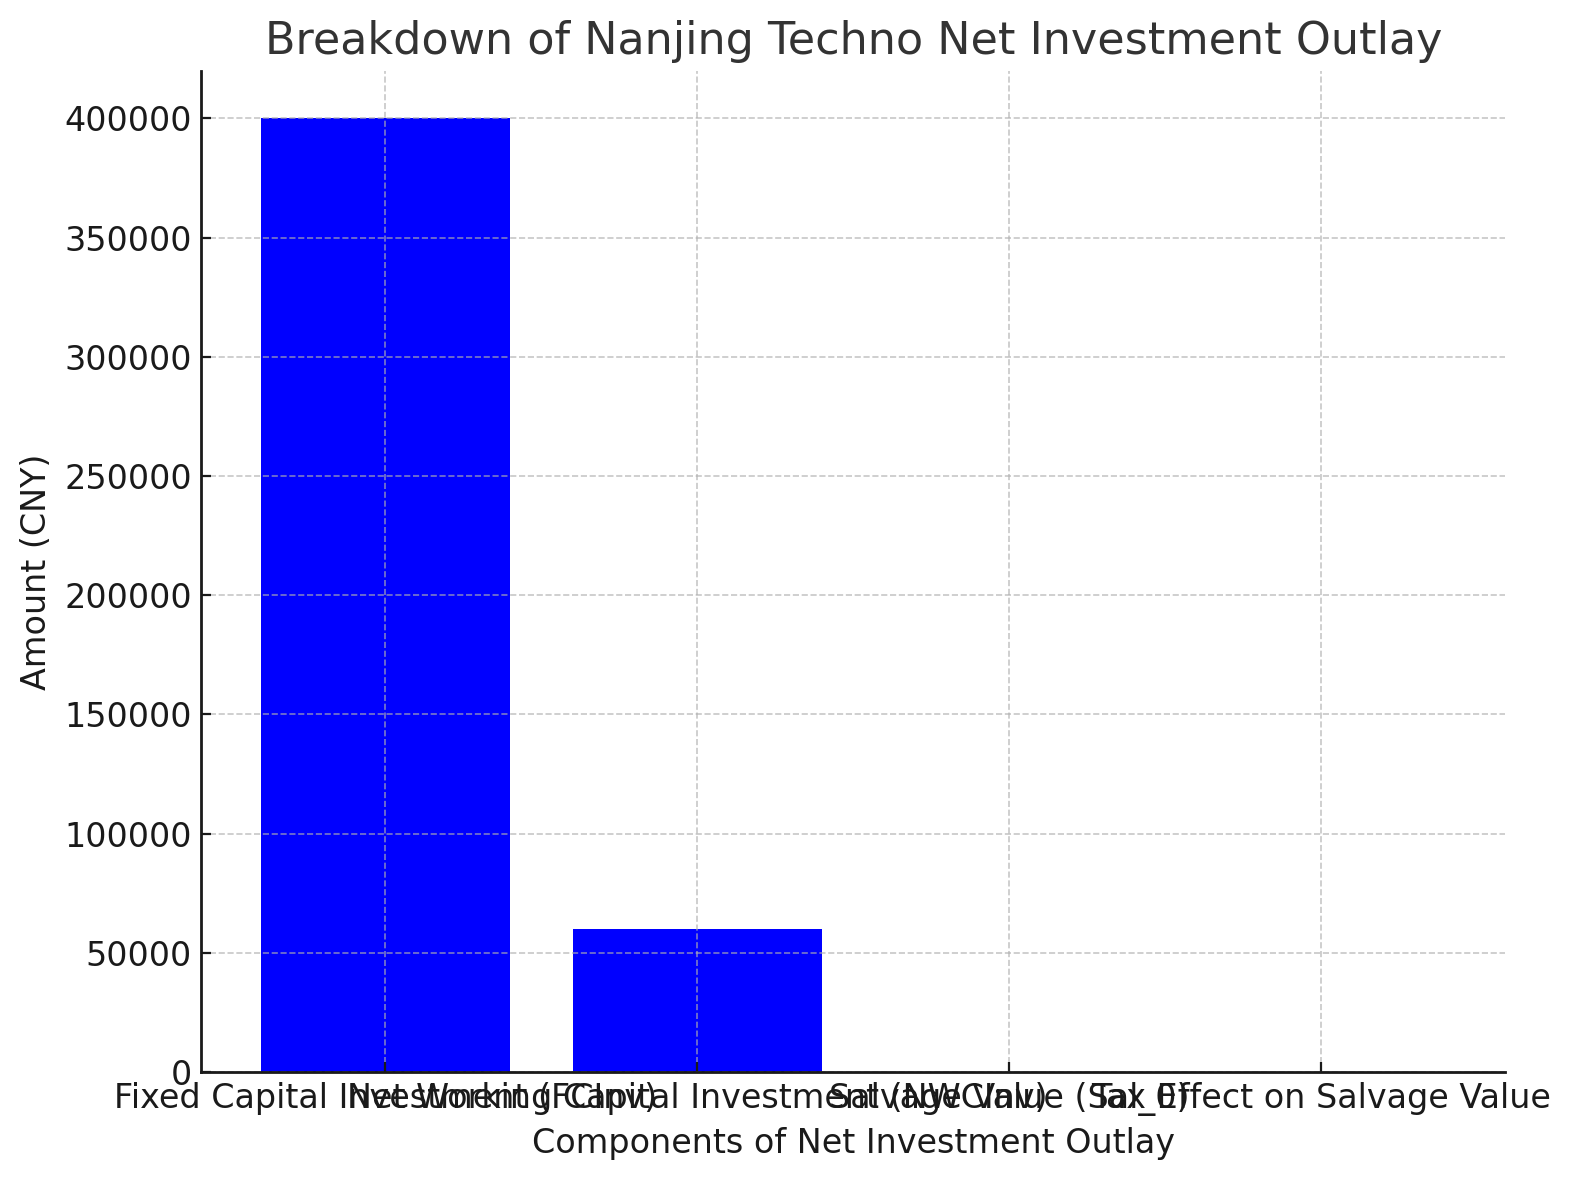 Breakdown of Nanjing Techno Net Investment Outlay
400000
350000
300000
250000
200000
150000
100000
50000
0
Amount (CNY)
Fixed Capital Investment (FCInv)
Net Working Capital Investment (NWCInv)
Salvage Value (Sal_0)
Tax Effect on Salvage Value
Components of Net Investment Outlay